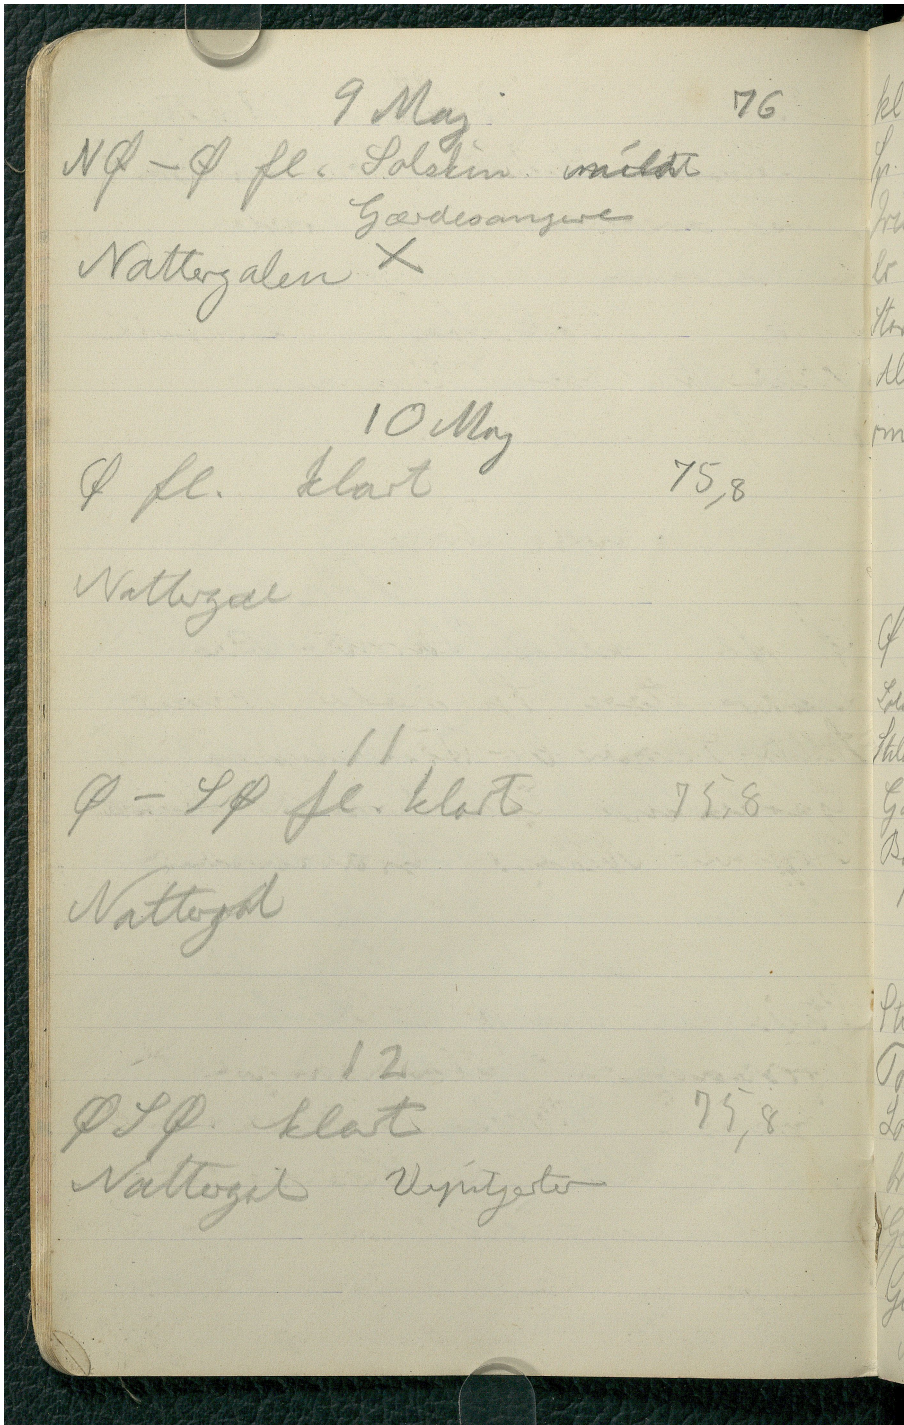 9 Maj. 76
NØ – Ø fl. Solskin mildt
Gærdesangere
Nattergalen X
10 Maj
Ø fl. klart 75,8
Nattergal
11
Ø – SØ fl. klart 75,8
Nattergal
12
ØSØ. klart 75,8
Nattergal